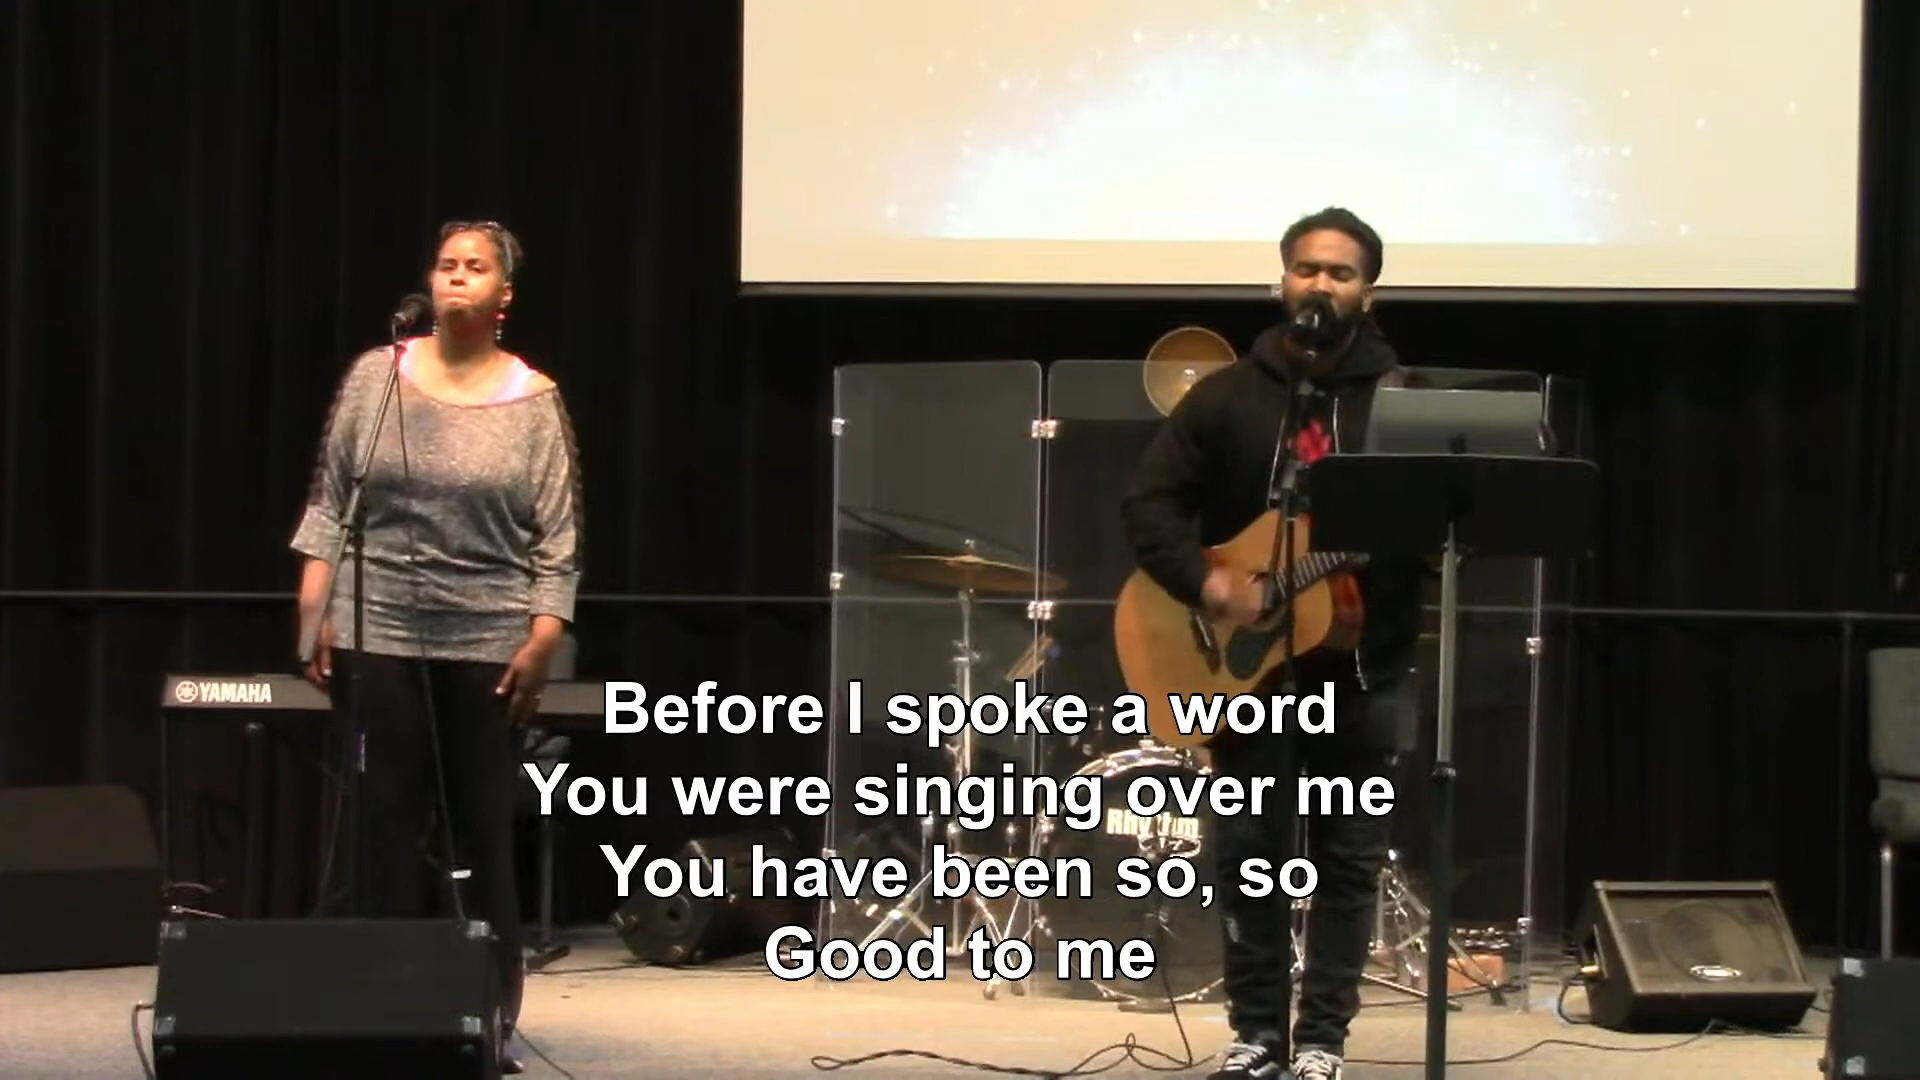 YAMAHA
Before I spoke a word
You were singing over me
You have been so, so
Good to me